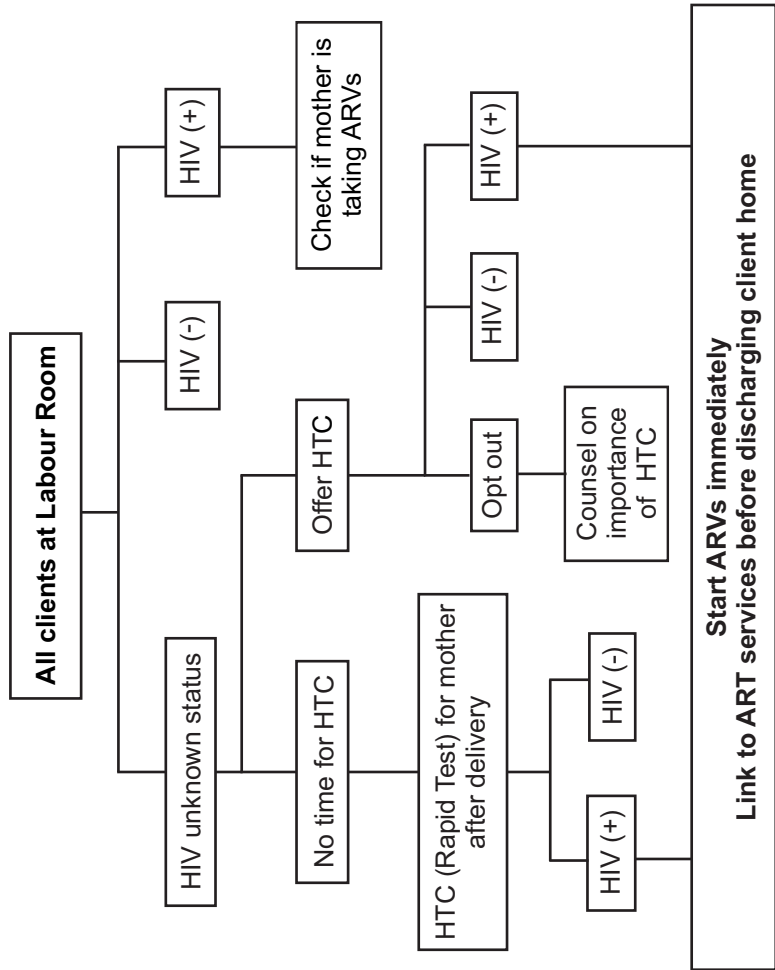 All clients at Labour Room
HIV unknown status
HIV (-)
HIV (+)
No time for HTC
Offer HTC
Check if mother is
taking ARVs
HTC (Rapid Test) for mother
after delivery
Opt out
HIV (-)
HIV (+)
Counsel on
importance
of HTC
HIV (+)
HIV (-)
Start ARVs immediately
Link to ART services before discharging client home